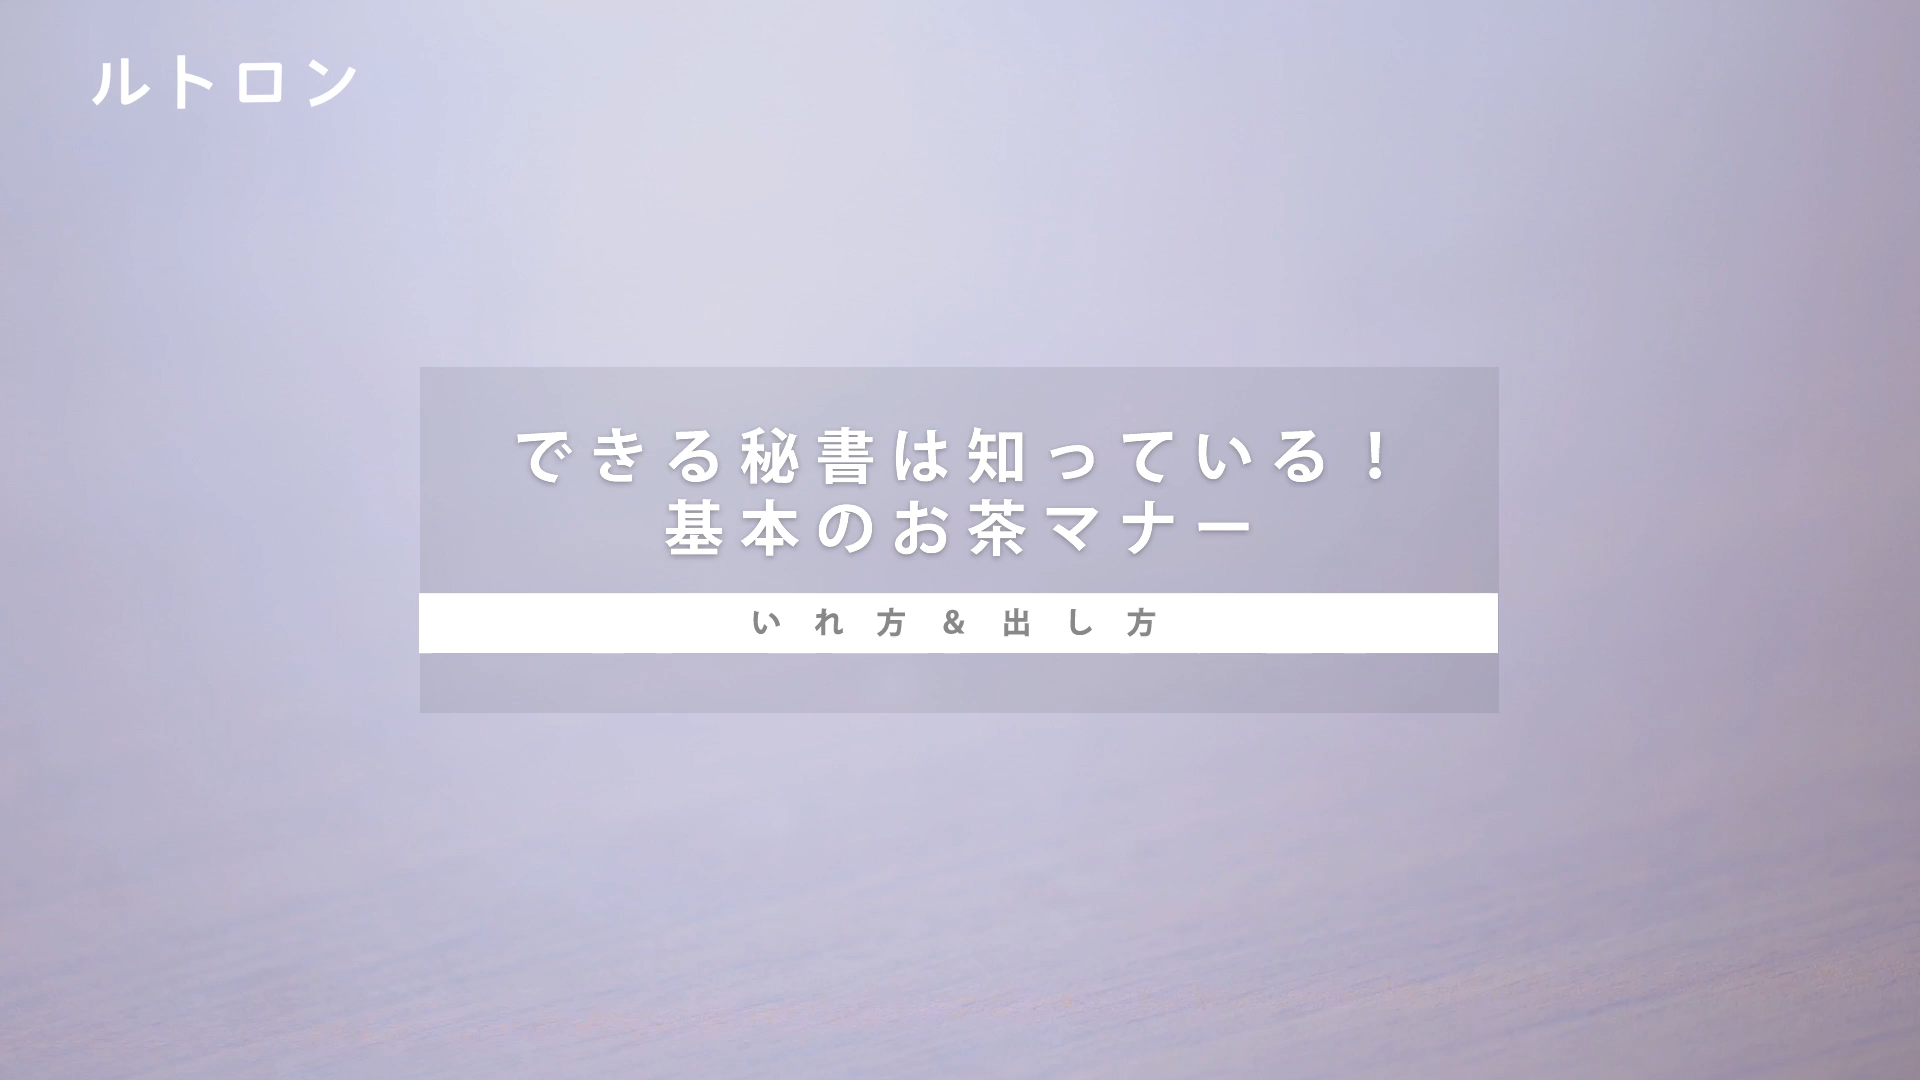 ルトロン
できる秘書は知っている！
基本のお茶マナー
いれ方&出し方